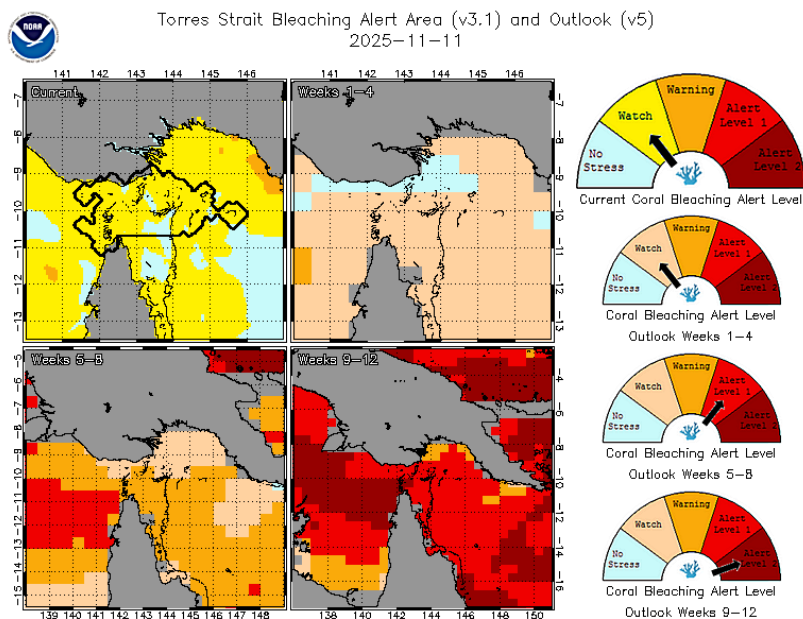 NOAA
Torres Strait Bleaching Alert Area (v3.1) and Outlook (v5)
2025-11-11
141 142 143 144 145 146
141 142 143 144 145 146
Current
Weeks 1-4
-7
-8
-9
-10
-11
-12
-13
-7
-8
-9
-10
-11
-12
-13
No Stress
Watch
Warning
Alert Level 1
Alert Level 2
Current Coral Bleaching Alert Level
No Stress
Watch
Warning
Alert Level 1
Alert Level 2
Coral Bleaching Alert Level
Outlook Weeks 1-4
Weeks 5-8
Weeks 9-12
-5
-6
-7
-8
-9
-10
-11
-12
-13
-14
-15
-4
-6
-8
-10
-12
-14
-16
139 140 141 142 143 144 145 146 147 148
138 140 142 144 146 148 150
No Stress
Watch
Warning
Alert Level 1
Alert Level 2
Coral Bleaching Alert Level
Outlook Weeks 5-8
No Stress
Watch
Warning
Alert Level 1
Alert Level 2
Coral Bleaching Alert Level
Outlook Weeks 9-12